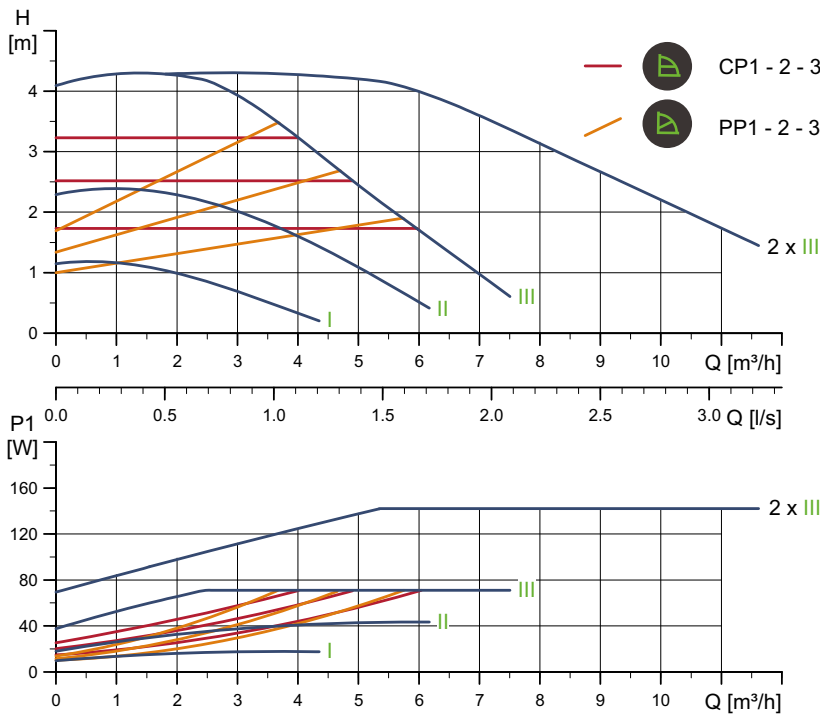 H
[m]
4
3
2
1
0
CP1 - 2 - 3
PP1 - 2 - 3
2 x III
III
II
I
0 1 2 3 4 5 6 7 8 9 10 Q [m³/h]
0.0 0.5 1.0 1.5 2.0 2.5 3.0 Q [l/s]
P1
[W]
160
120
80
40
0
2 x III
III
II
I
0 1 2 3 4 5 6 7 8 9 10 Q [m³/h]